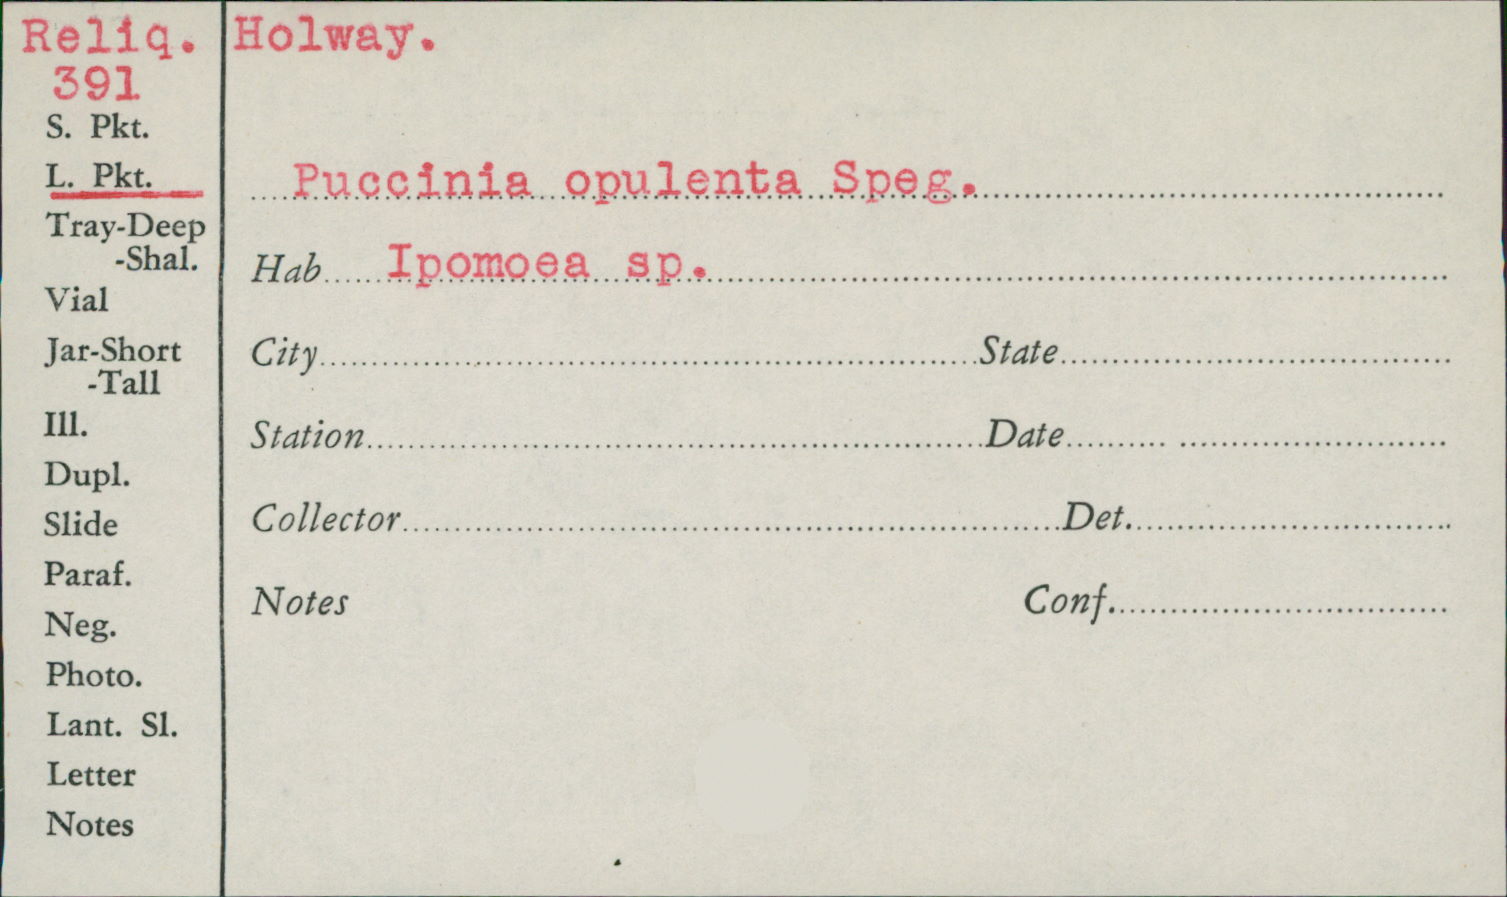 Reliq. Holway.
391
S. Pkt.
L. Pkt.
Puccinia opulenta Speg.
Tray-Deep
-Shal.
Hab Ipomoea sp.
Vial
Jar-Short
-Tall
City State
Ill.
Station Date
Dupl.
Slide
Collector Det.
Paraf.
Neg.
Notes Conf.
Photo.
Lant. Sl.
Letter
Notes